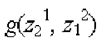 g(z₂¹, z₁²)